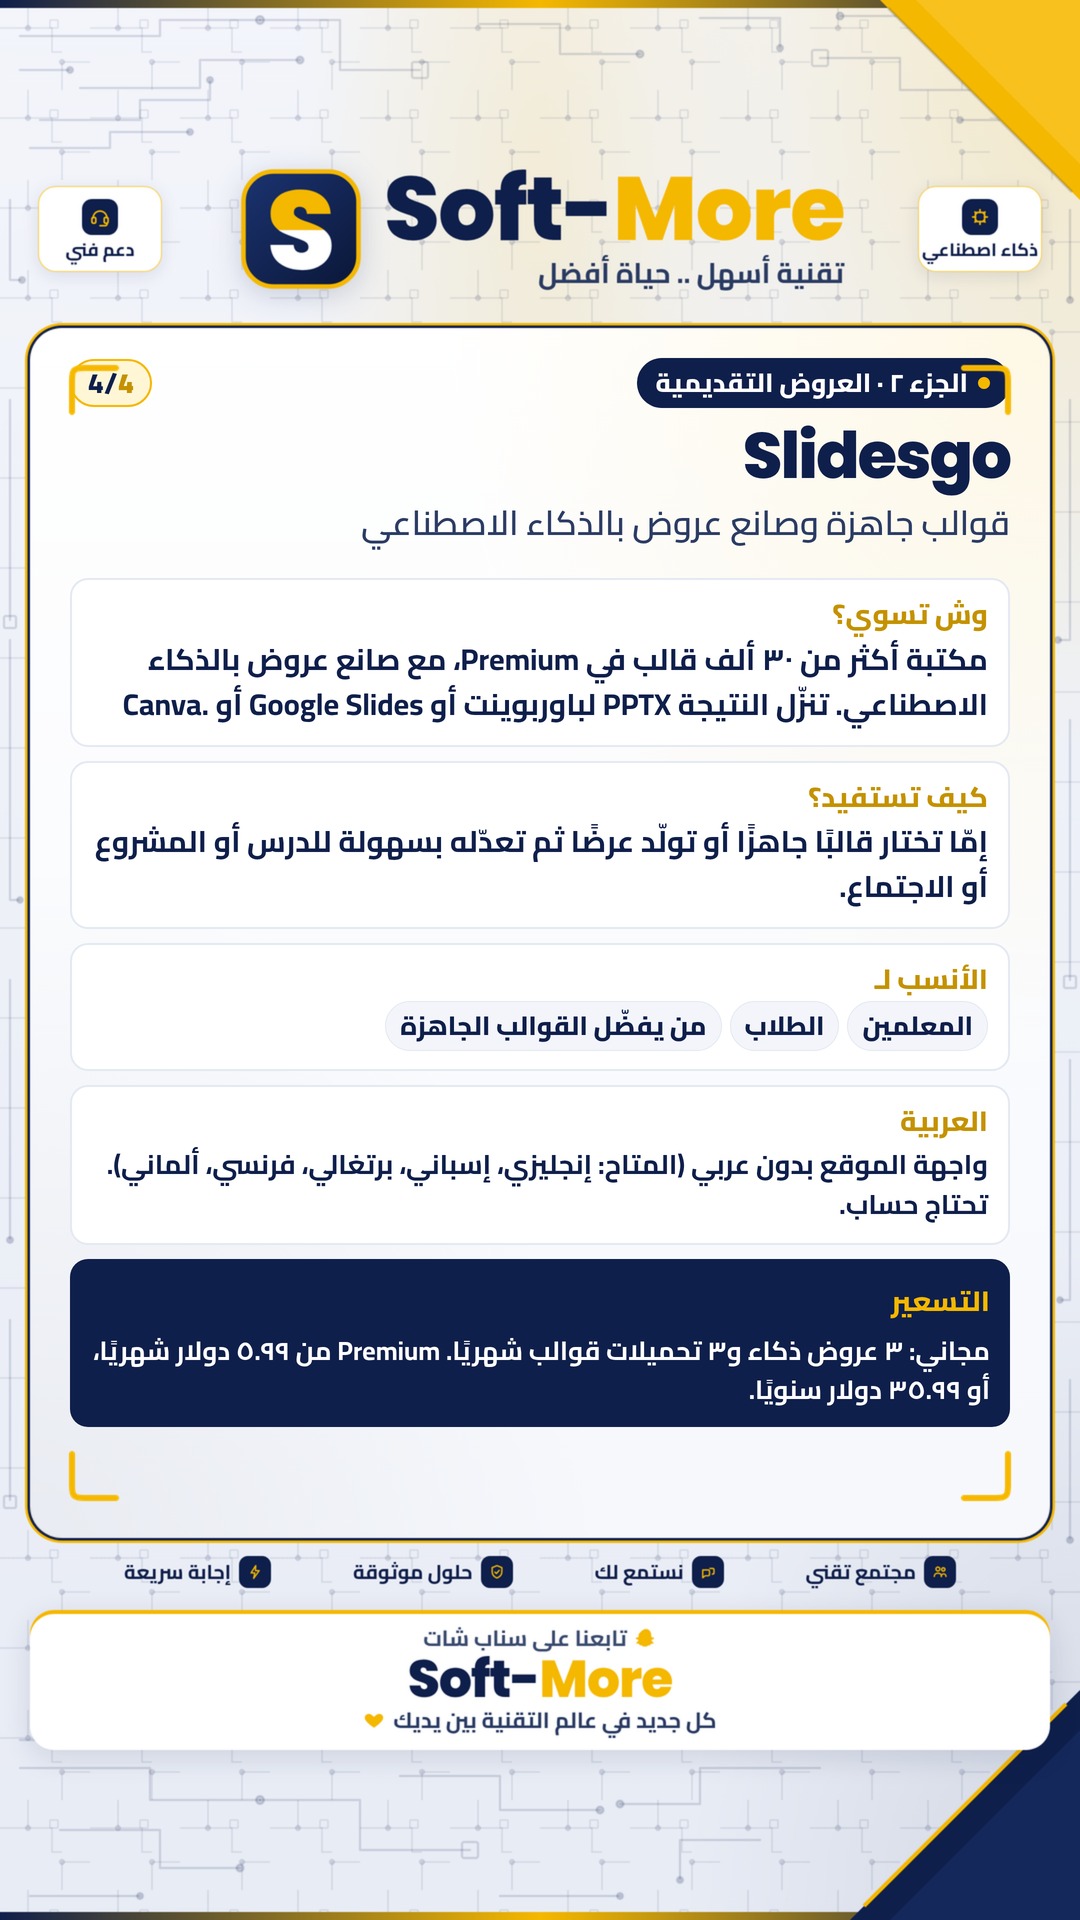 ذكاء اصطناعي
Soft-More
تقنية أسهل .. حياة أفضل
S
دعم فني
الجزء ٢ · العروض التقديمية
4/4
Slidesgo
قوالب جاهزة وصانع عروض بالذكاء الاصطناعي
وش تسوي؟
مكتبة أكثر من ٣٠ ألف قالب في Premium، مع صانع عروض بالذكاء
الاصطناعي. تنزّل النتيجة PPTX لباوربوينت أو Google Slides أو Canva.
كيف تستفيد؟
إمّا تختار قالبًا جاهزًا أو تولّد عرضًا ثم تعدّله بسهولة للدرس أو المشروع
أو الاجتماع.
الأنسب لـ
المعلمين
الطلاب
من يفضّل القوالب الجاهزة
العربية
واجهة الموقع بدون عربي (المتاح: إنجليزي، إسباني، برتغالي، فرنسي، ألماني).
تحتاج حساب.
التسعير
مجاني: ٣ عروض ذكاء و٣ تحميلات قوالب شهريًا. Premium من ٥.٩٩ دولار شهريًا،
أو ٣٥.٩٩ دولار سنويًا.
مجتمع تقني
نستمع لك
حلول موثوقة
إجابة سريعة
تابعنا على سناب شات
Soft-More
كل جديد في عالم التقنية بين يديك